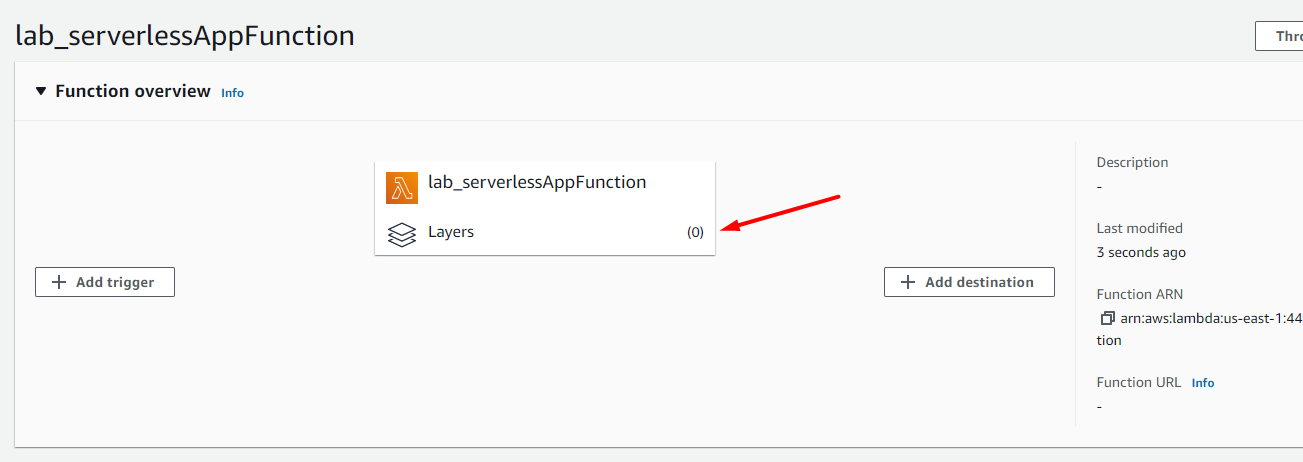 lab_serverlessAppFunction
Function overview Info
lab_serverlessAppFunction
Layers (0)
Add trigger
Add destination
Description
-
Last modified
3 seconds ago
Function ARN
arn:aws:lambda:us-east-1:44
tion
Function URL Info
-